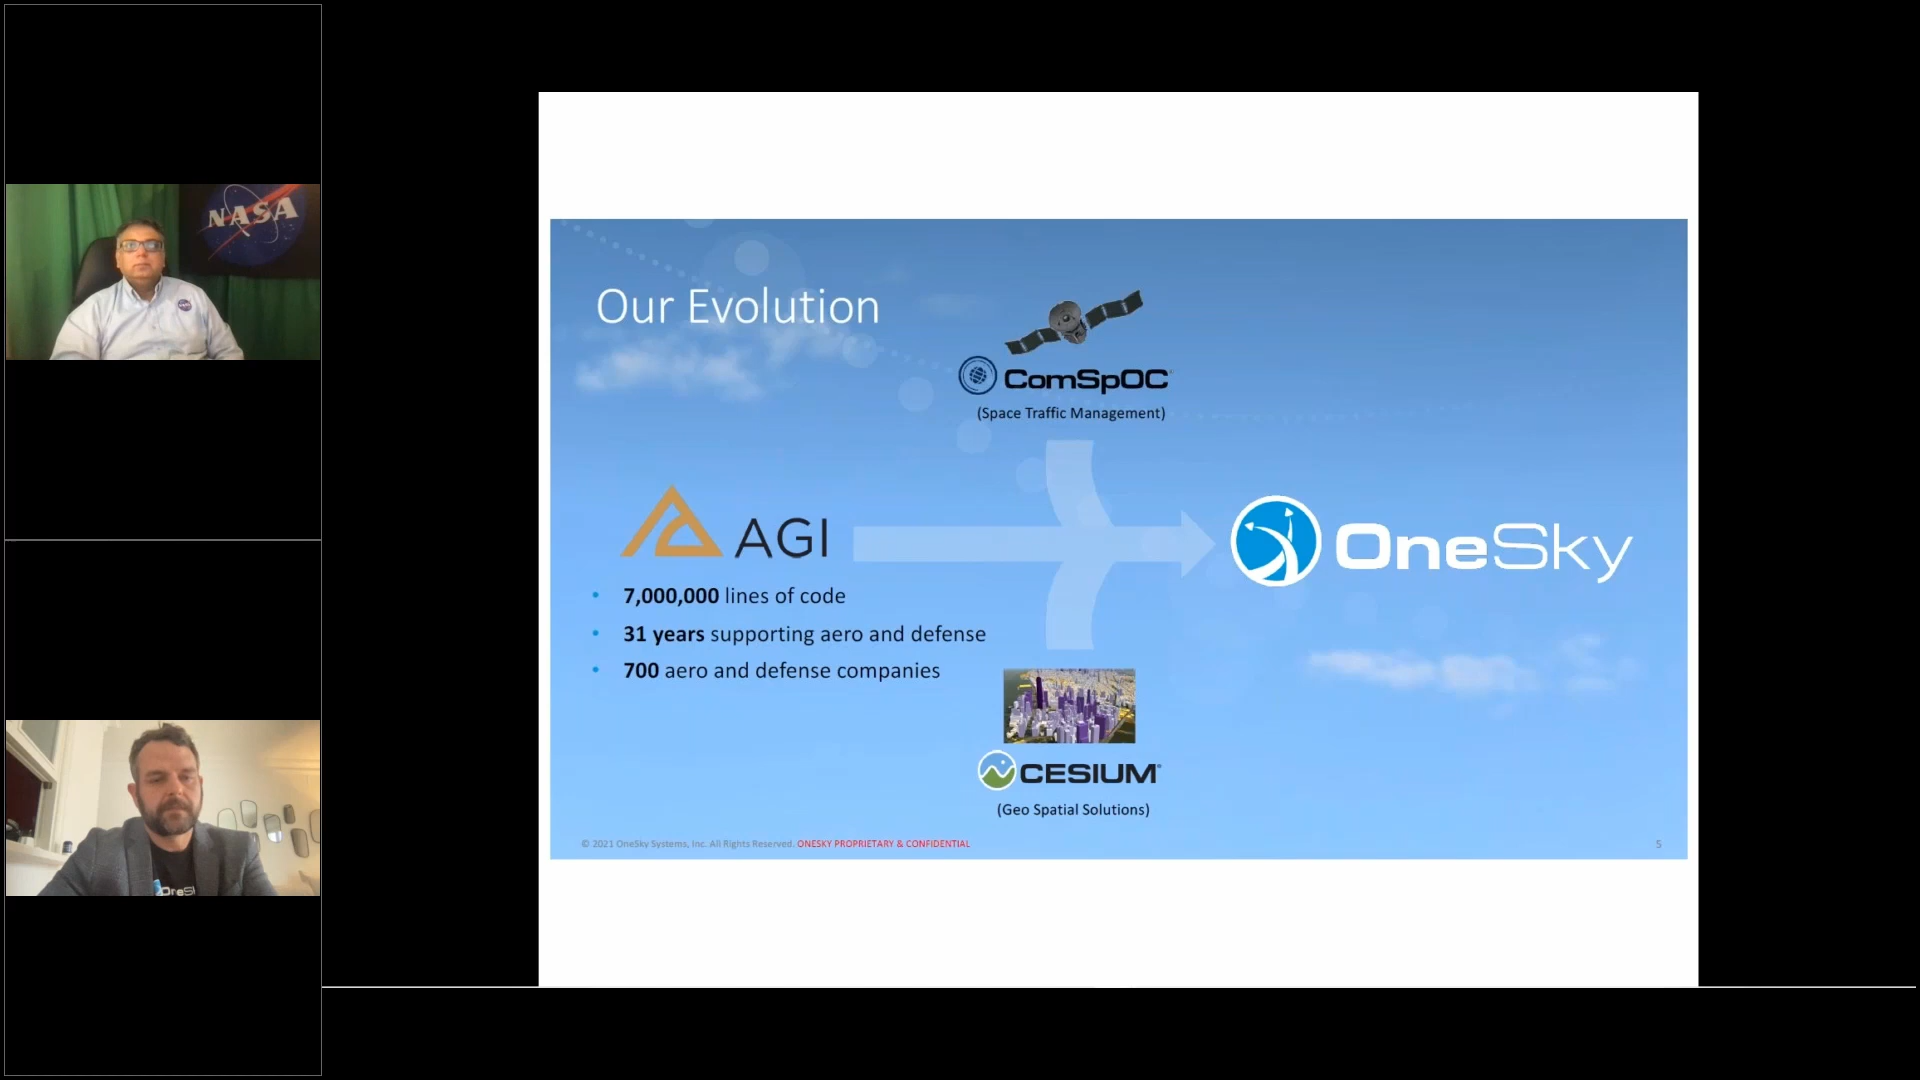 NASA
Our Evolution
ComSpOC
(Space Traffic Management)
AGI
OneSky
7,000,000 lines of code
31 years supporting aero and defense
700 aero and defense companies
CESIUM®
(Geo Spatial Solutions)
© 2021 OneSky Systems, Inc. All Rights Reserved. ONESKY PROPRIETARY & CONFIDENTIAL
5